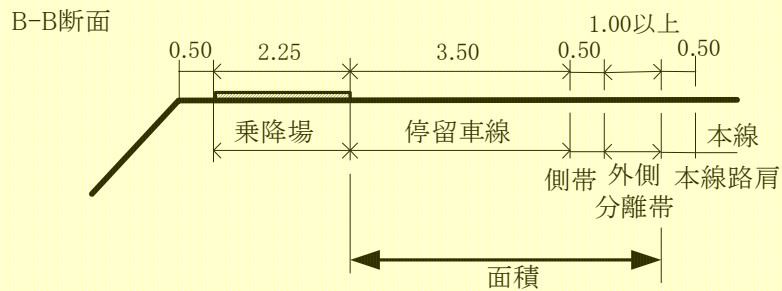 B-B断面
1.00以上
0.50 2.25 3.50 0.50 0.50
乗降場 停留車線 本線
側帯 外側 本線路肩
分離帯
面積